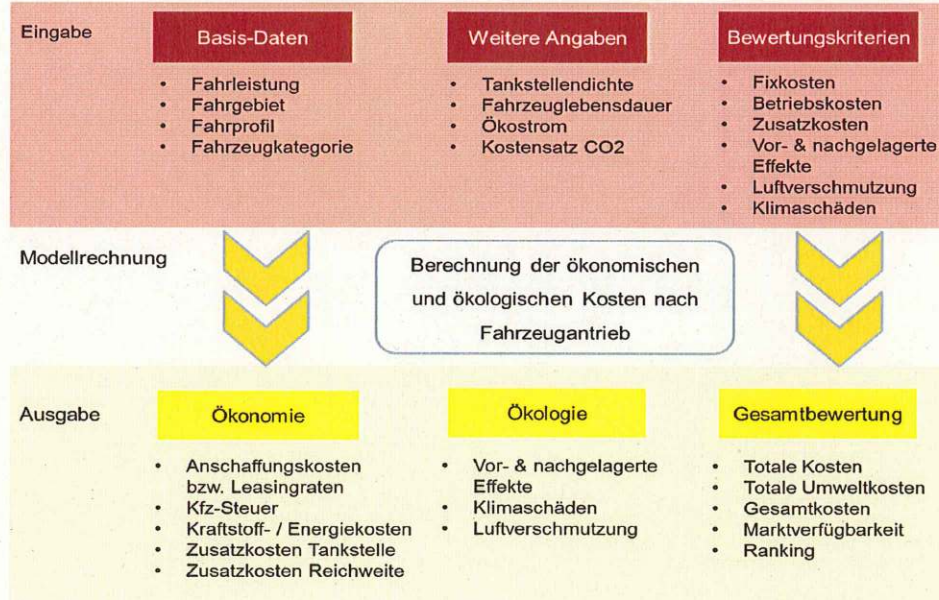 Eingabe
Basis-Daten
• Fahrleistung
• Fahrgebiet
• Fahrprofil
• Fahrzeugkategorie
Weitere Angaben
• Tankstellendichte
• Fahrzeuglebensdauer
• Ökostrom
• Kostensatz CO2
Bewertungskriterien
• Fixkosten
• Betriebskosten
• Zusatzkosten
• Vor- & nachgelagerte
Effekte
• Luftverschmutzung
• Klimaschäden
Modellrechnung
Berechnung der ökonomischen
und ökologischen Kosten nach
Fahrzeugantrieb
Ausgabe
Ökonomie
• Anschaffungskosten
bzw. Leasingraten
• Kfz-Steuer
• Kraftstoff- / Energiekosten
• Zusatzkosten Tankstelle
• Zusatzkosten Reichweite
Ökologie
• Vor- & nachgelagerte
Effekte
• Klimaschäden
• Luftverschmutzung
Gesamtbewertung
• Totale Kosten
• Totale Umweltkosten
• Gesamtkosten
• Marktverfügbarkeit
• Ranking